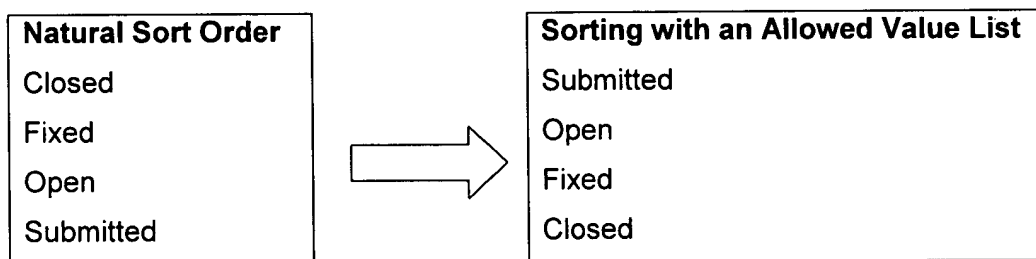 Natural Sort Order
Closed
Fixed
Open
Submitted
Sorting with an Allowed Value List
Submitted
Open
Fixed
Closed